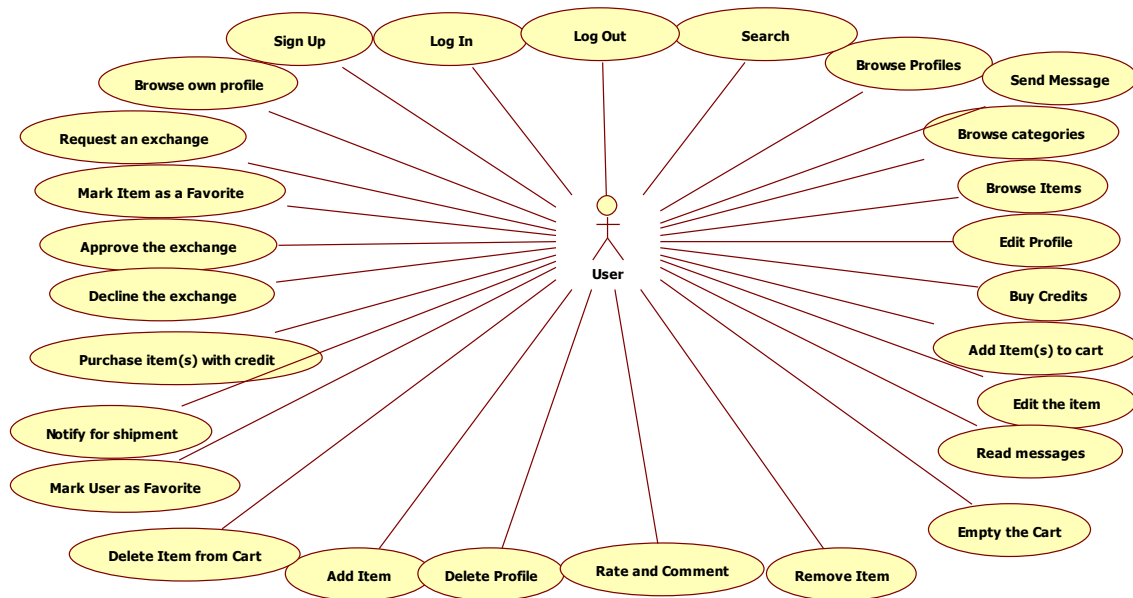 Sign Up
Log In
Log Out
Search
Browse Profiles
Send Message
Browse own profile
Request an exchange
Browse categories
Mark Item as a Favorite
Browse Items
Approve the exchange
Edit Profile
User
Decline the exchange
Buy Credits
Purchase item(s) with credit
Add Item(s) to cart
Edit the item
Notify for shipment
Read messages
Mark User as Favorite
Empty the Cart
Delete Item from Cart
Add Item
Delete Profile
Rate and Comment
Remove Item